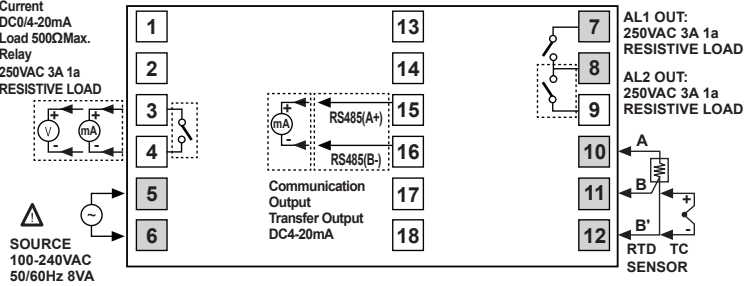 Current
DC0/4-20mA
Load 500ΩMax.
Relay
250VAC 3A 1a
RESISTIVE LOAD
V
+
-
mA
+
-
1
2
3
4
5
6
~
SOURCE
100-240VAC
50/60Hz 8VA
13
14
15
16
17
18
mA
+
-
RS485(A+)
RS485(B-)
Communication
Output
Transfer Output
DC4-20mA
7
8
9
10
11
12
AL1 OUT:
250VAC 3A 1a
RESISTIVE LOAD
AL2 OUT:
250VAC 3A 1a
RESISTIVE LOAD
A
B
B'
+
-
RTD TC
SENSOR